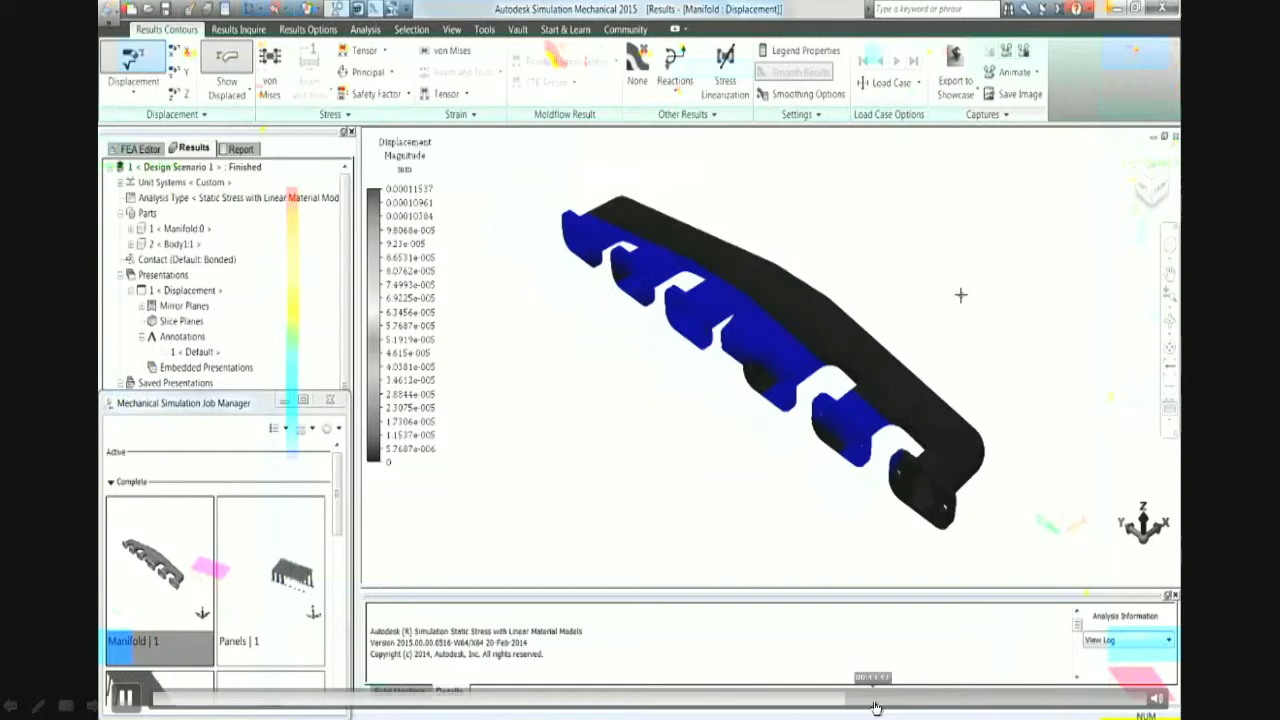 Autodesk Simulation Mechanical 2015 [Results - [Manifold : Displacement]]
Type a keyword or phrase
Results Contours Results Inquire Results Options Analysis Selection View Tools Vault Start & Learn Community
Displacement
X
Y
Z
Show Displaced
von Mises
Tensor
Principal
Safety Factor
von Mises
Tensor
None
Reactions
Stress Linearization
Legend Properties
Smooth Results
Smoothing Options
Load Case
Export to Showcase
Animate
Save Image
Displacement Stress Strain Moldflow Result Other Results Settings Load Case Options Captures
FEA Editor Results Report
1 < Design Scenario 1 > : Finished
Unit Systems < Custom >
Analysis Type < Static Stress with Linear Material Mod
Parts
1 < Manifold:0 >
2 < Body1:1 >
Contact (Default: Bonded)
Presentations
1 < Displacement >
Mirror Planes
Slice Planes
Annotations
1 < Default >
Embedded Presentations
Saved Presentations
Mechanical Simulation Job Manager
Active
Complete
Manifold | 1
Panels | 1
Displacement
Magnitude
mm
0.00011537
0.00010961
0.00010384
9.8068e-005
9.23e-005
8.6531e-005
8.0762e-005
7.4993e-005
6.9225e-005
6.3456e-005
5.7687e-005
5.1919e-005
4.615e-005
4.0381e-005
3.4612e-005
2.8844e-005
2.3075e-005
1.7306e-005
1.1537e-005
5.7687e-006
0
Z
Y
X
Autodesk (R) Simulation Static Stress with Linear Material Models
Version 2015.00.00.0516-W64/X64 20-Feb-2014
Copyright (c) 2014, Autodesk, Inc. All rights reserved.
Analysis Information
View Log
Details
NUM